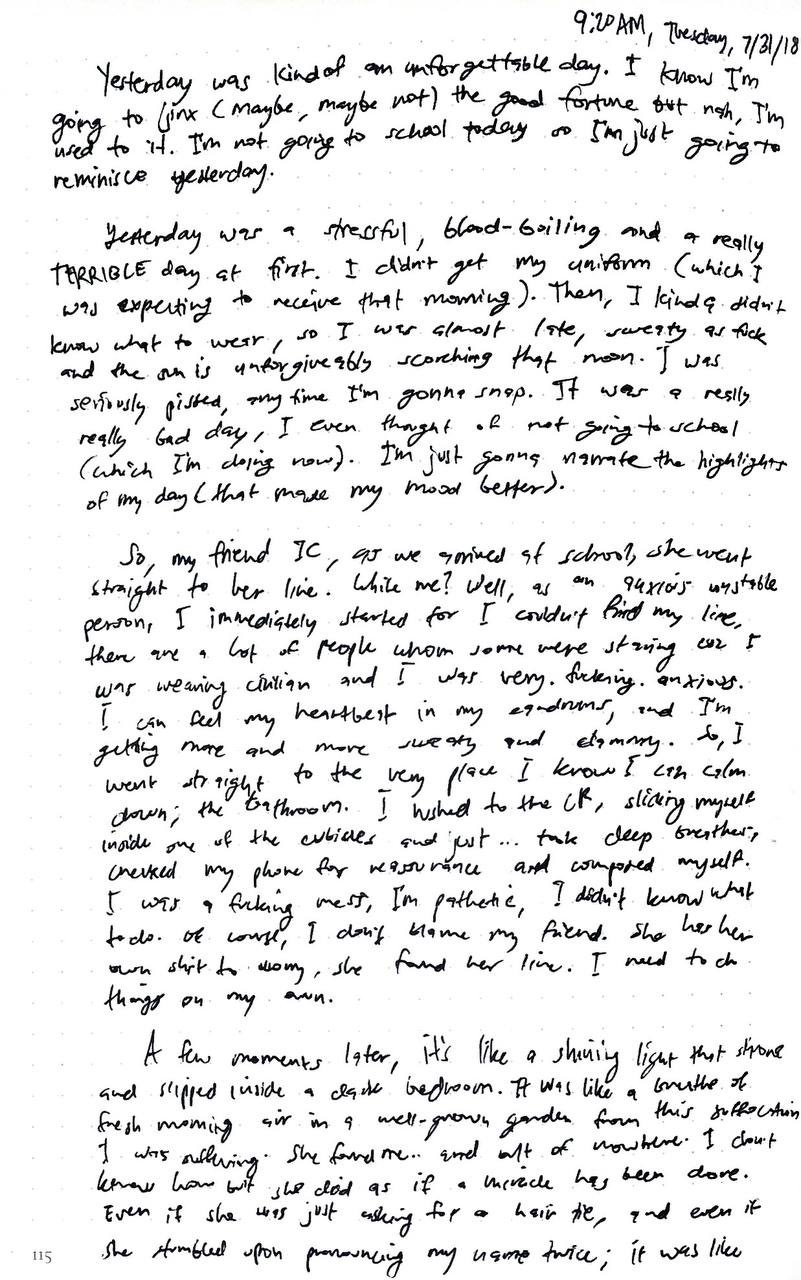 9:20AM, Tuesday, 7/31/18
Yesterday was kindof an unforgettable day. I know I'm
going to jinx (maybe, maybe not) the good fortune but nah, I'm
used to it. I'm not going to school today so I'm just going to
reminisce yesterday.
Yesterday was a stressful, blood-boiling and a really
TERRIBLE day at first. I didn't get my uniform (which I
was expecting to receive that morning). Then, I kinda didn't
know what to wear, so I was almost late, sweaty as fuck
and the sun is unforgiveably scorching that noon. I was
seriously pissed, any time I'm gonna snap. It was a really
really bad day, I even thought of not going to school
(which I'm doing now). I'm just gonna narrate the highlights
of my day (that made my mood better).
So, my friend IC, as we arrived at school, she went
straight to her line. While me? Well, as an anxious unstable
person, I immediately started for I couldn't find my line,
there are a lot of people whom some were staring coz I
was wearing civilian and I was very. fucking. anxious.
I can feel my heartbeat in my eardrums, and I'm
getting more and more sweaty and clammy. So, I
went straight to the very place I know I can calm
down; the bathroom. I rushed to the CR, sliding myself
inside one of the cubicles and just... took deep breathes,
checked my phone for reassurance and composed myself.
I was a fucking mess, I'm pathetic, I didn't know what
to do. Of course, I don't blame my friend. She has her
own shit to worry, she found her line. I need to do
things on my own.
A few moments later, it's like a shining light that strone
and slipped inside a dark bedroom. It was like a breathe of
fresh morning air in a well-grown garden from this suffocation
I was suffering. She found me.. and out of nowhere. I don't
know how but she did as if a miracle has been done.
Even if she was just asking for a hair tie, and even if
she stumbled upon pronouncing my name twice; it was like
115